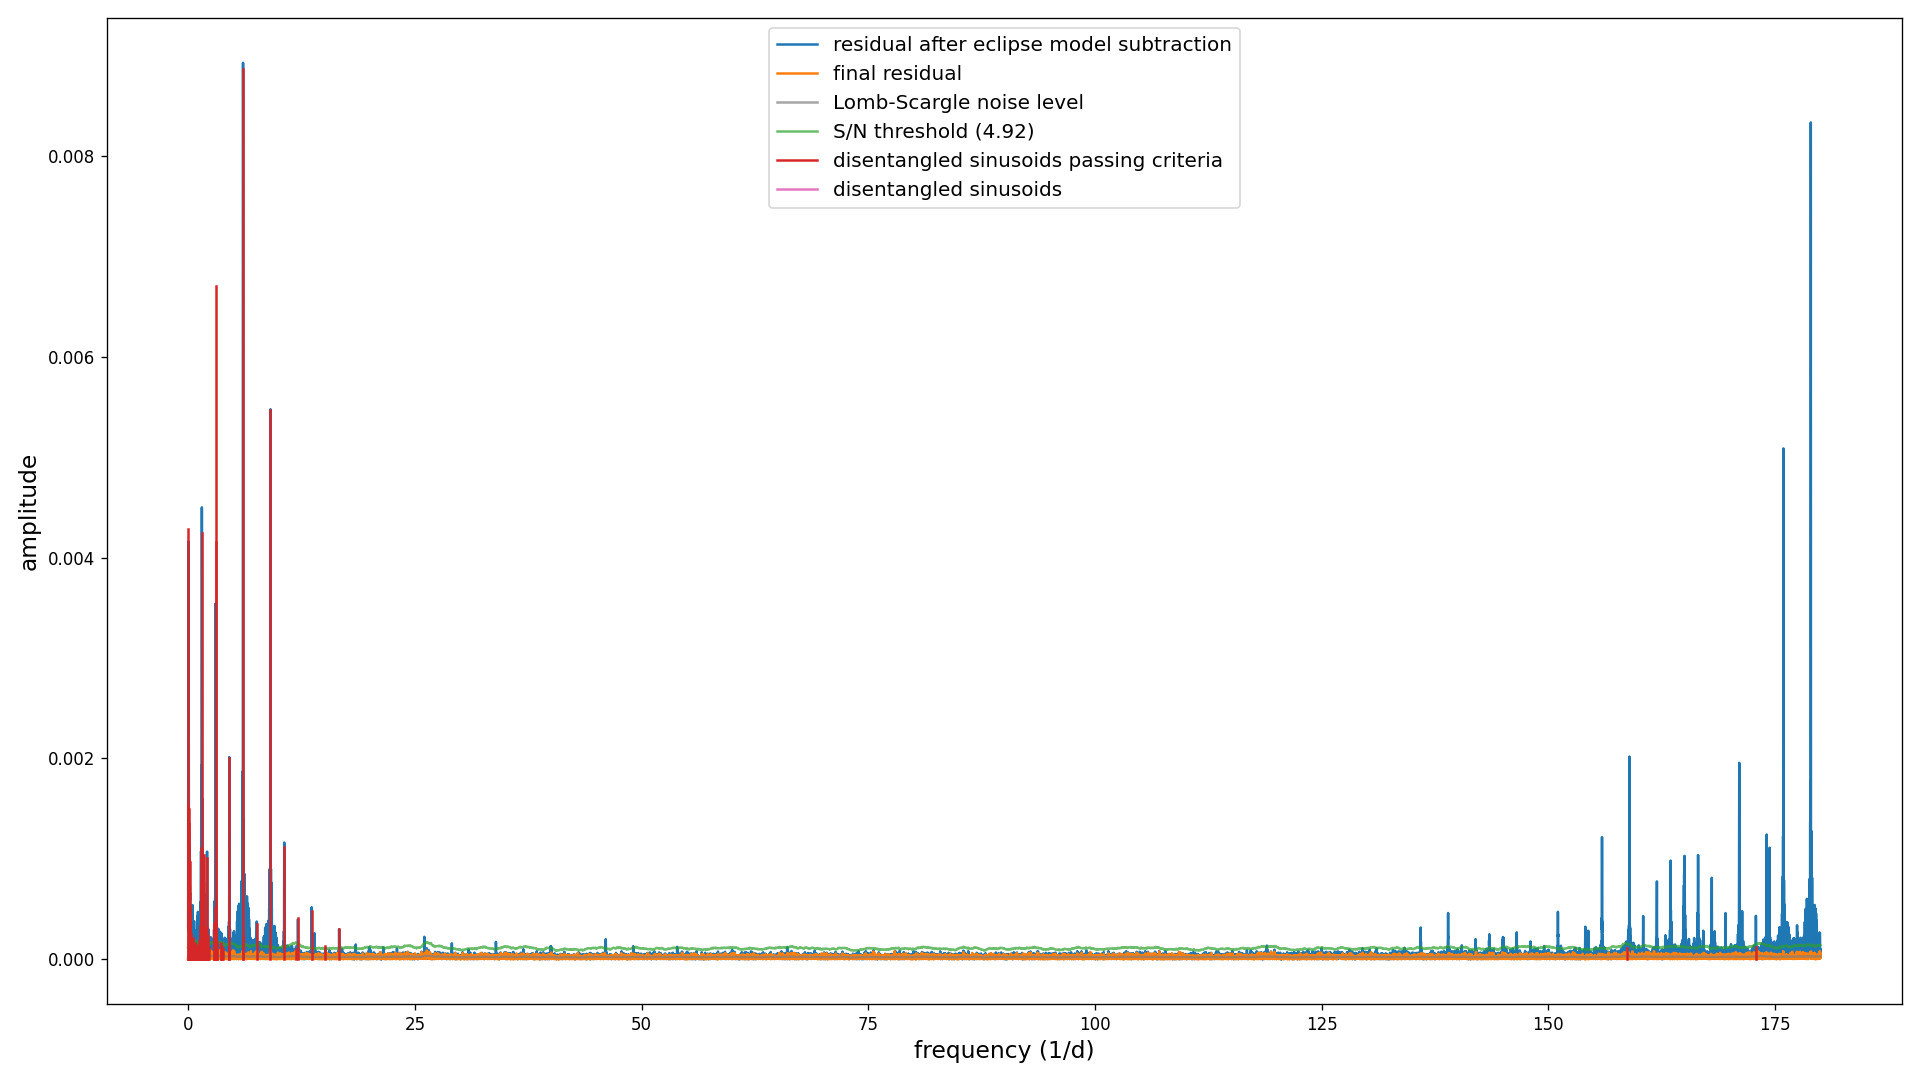 residual after eclipse model subtraction
final residual
Lomb-Scargle noise level
S/N threshold (4.92)
disentangled sinusoids passing criteria
disentangled sinusoids
amplitude
0.008
0.006
0.004
0.002
0.000
0 25 50 75 100 125 150 175
frequency (1/d)